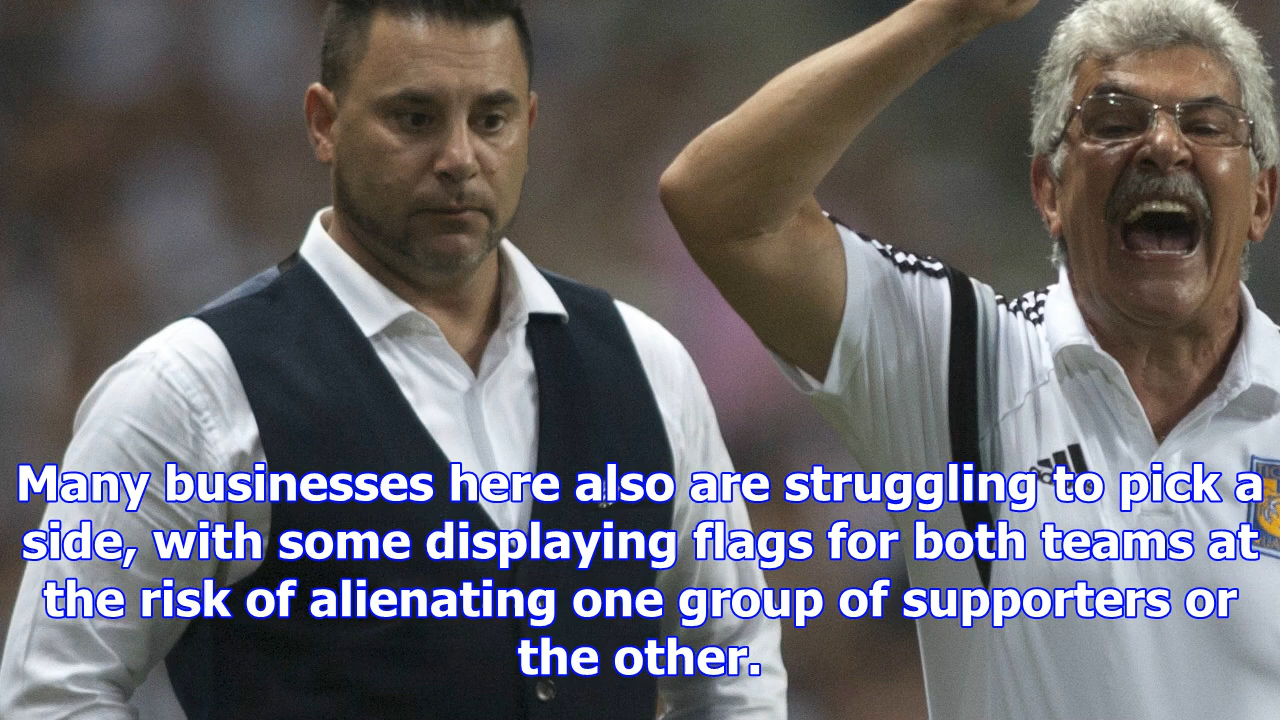 Many businesses here also are struggling to pick a
side, with some displaying flags for both teams at
the risk of alienating one group of supporters or
the other.